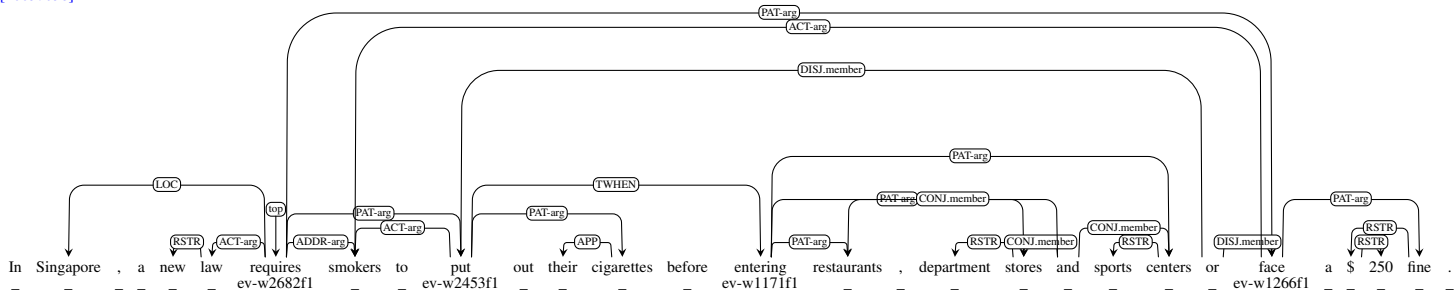 PAT-arg
ACT-arg
DISJ.member
PAT-arg
LOC TWHEN
PAT-arg CONJ.member PAT-arg
top PAT-arg PAT-arg
ACT-arg CONJ.member RSTR
RSTR ACT-arg ADDR-arg APP PAT-arg RSTR CONJ.member RSTR DISJ.member RSTR
In Singapore , a new law requires smokers to put out their cigarettes before entering restaurants , department stores and sports centers or face a $ 250 fine .
_ _ _ _ _ _ ev-w2682f1 _ _ ev-w2453f1 _ _ _ _ ev-w1171f1 _ _ _ _ _ _ _ _ ev-w1266f1 _ _ _ _ _